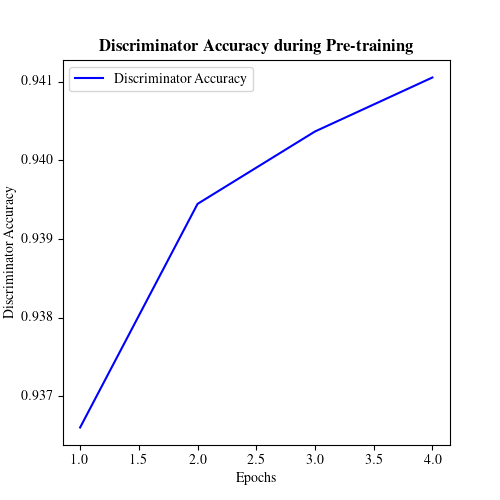 Discriminator Accuracy during Pre-training
Discriminator Accuracy
0.941
0.940
0.939
0.938
0.937
Discriminator Accuracy
1.0 1.5 2.0 2.5 3.0 3.5 4.0
Epochs